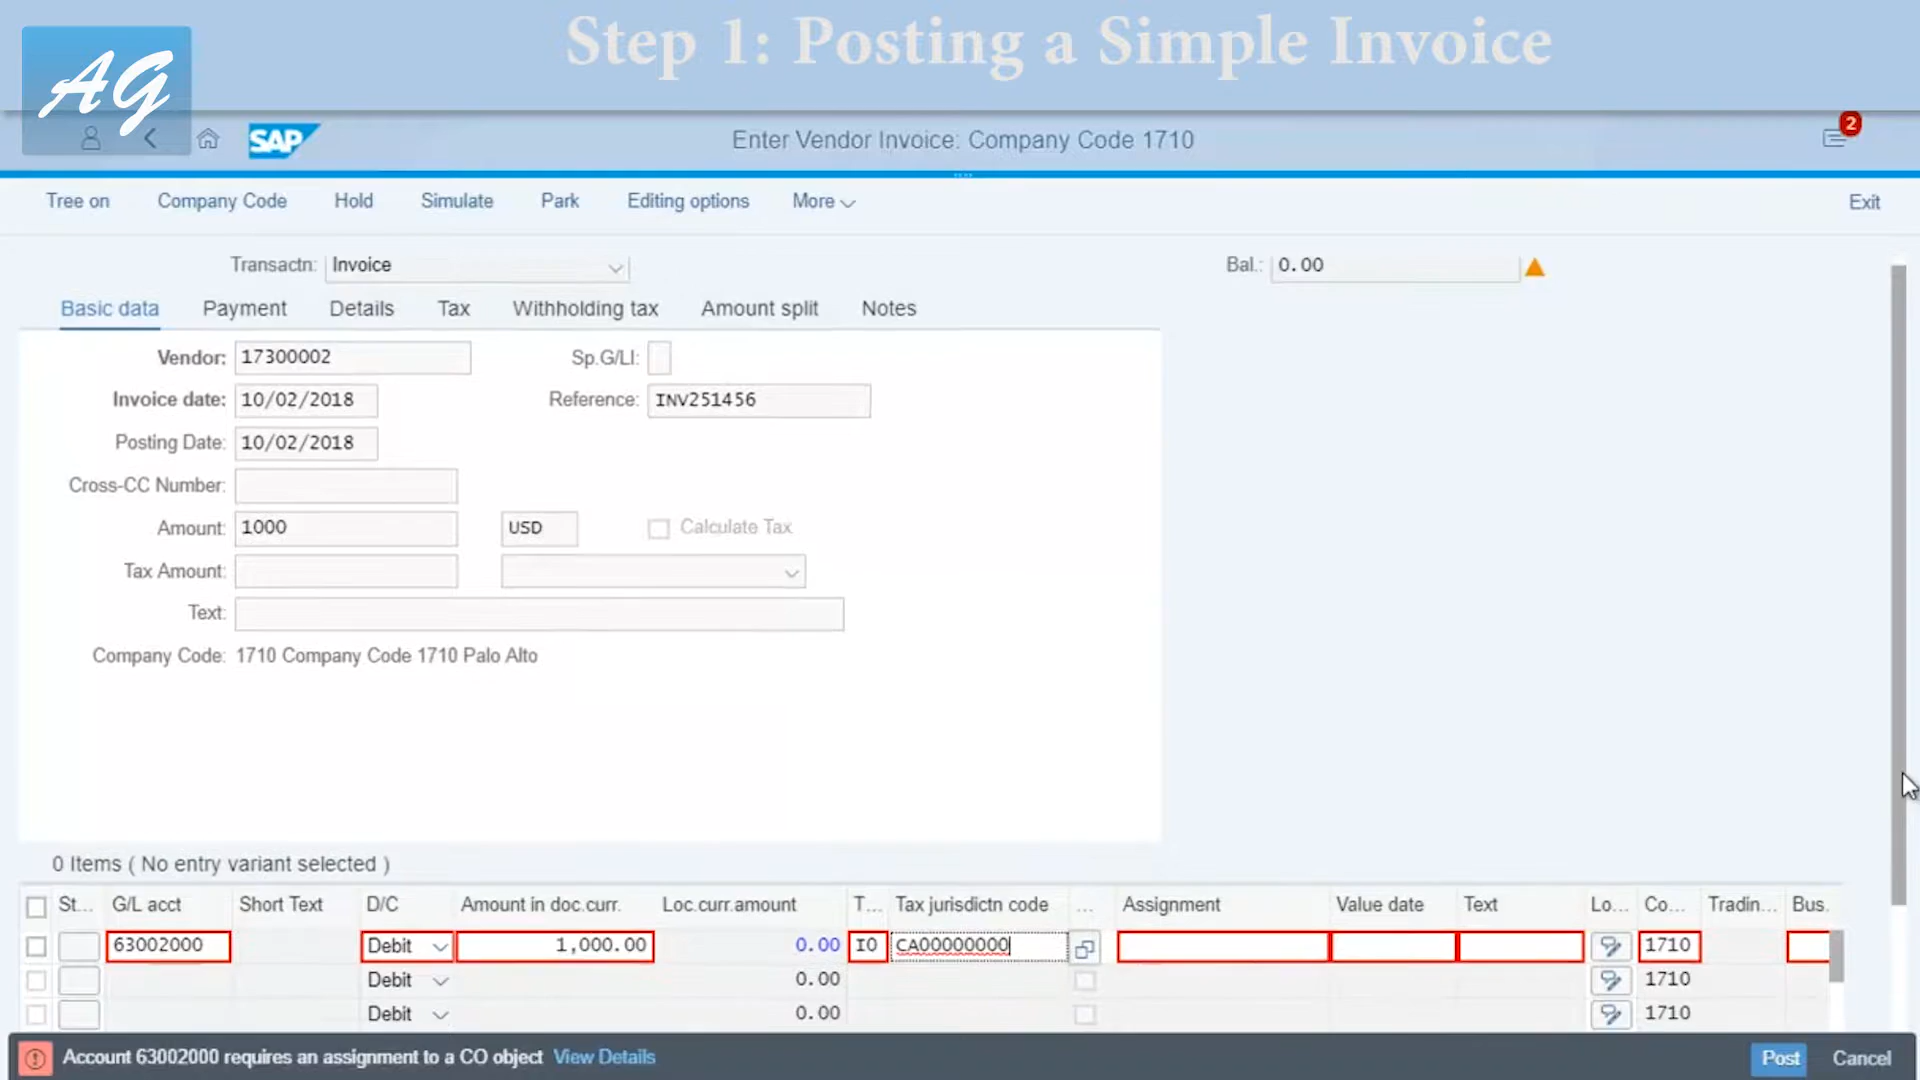 Step 1: Posting a Simple Invoice
AG
SAP
Enter Vendor Invoice: Company Code 1710
2
Tree on Company Code Hold Simulate Park Editing options More Exit
Transactn: Invoice Bal.: 0.00
Basic data Payment Details Tax Withholding tax Amount split Notes
Vendor: 17300002 Sp.G/LI:
Invoice date: 10/02/2018 Reference: INV251456
Posting Date: 10/02/2018
Cross-CC Number:
Amount: 1000 USD Calculate Tax
Tax Amount:
Text:
Company Code: 1710 Company Code 1710 Palo Alto
0 Items ( No entry variant selected )
St... G/L acct Short Text D/C Amount in doc.curr. Loc.curr.amount T... Tax jurisdictn code ... Assignment Value date Text Lo... Co... Tradin... Bus.
63002000 Debit 1,000.00 0.00 I0 CA00000000 1710
Debit 0.00 1710
Debit 0.00 1710
Account 63002000 requires an assignment to a CO object View Details Post Cancel